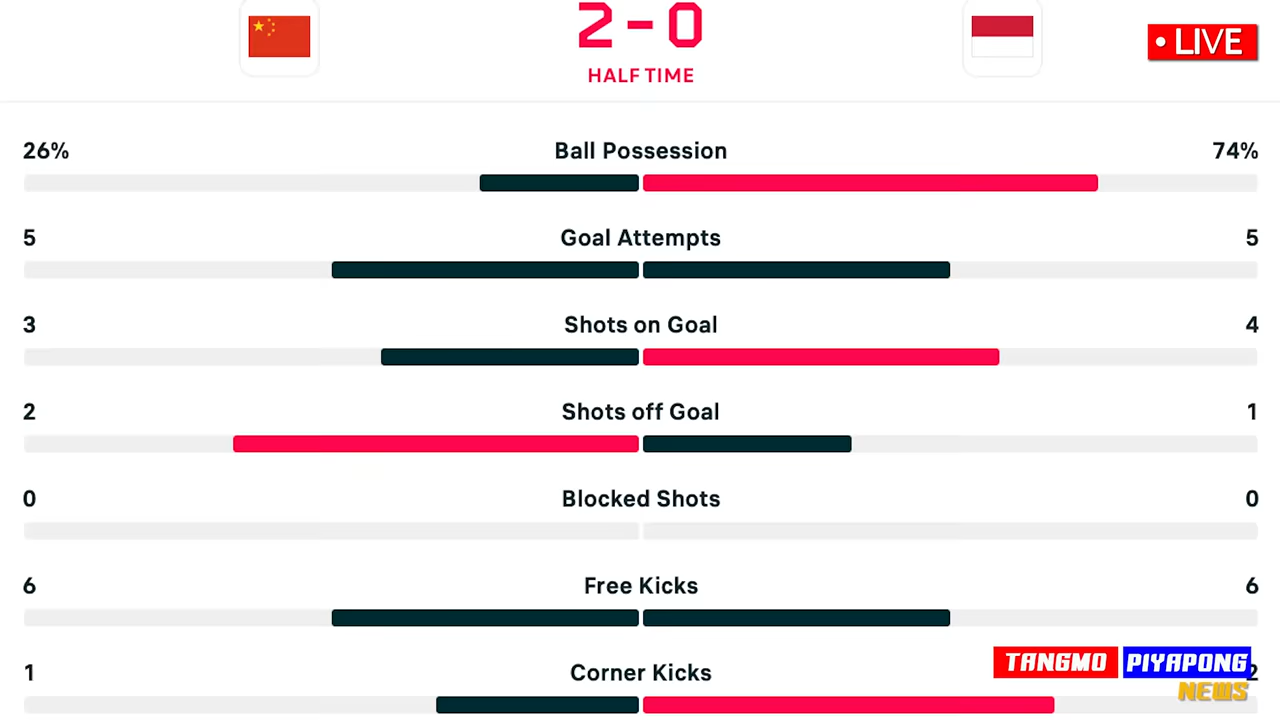 2 - 0
HALF TIME
• LIVE
26% Ball Possession 74%
5 Goal Attempts 5
3 Shots on Goal 4
2 Shots off Goal 1
0 Blocked Shots 0
6 Free Kicks 6
1 Corner Kicks 2
TANGMO PIYAPONG
NEWS